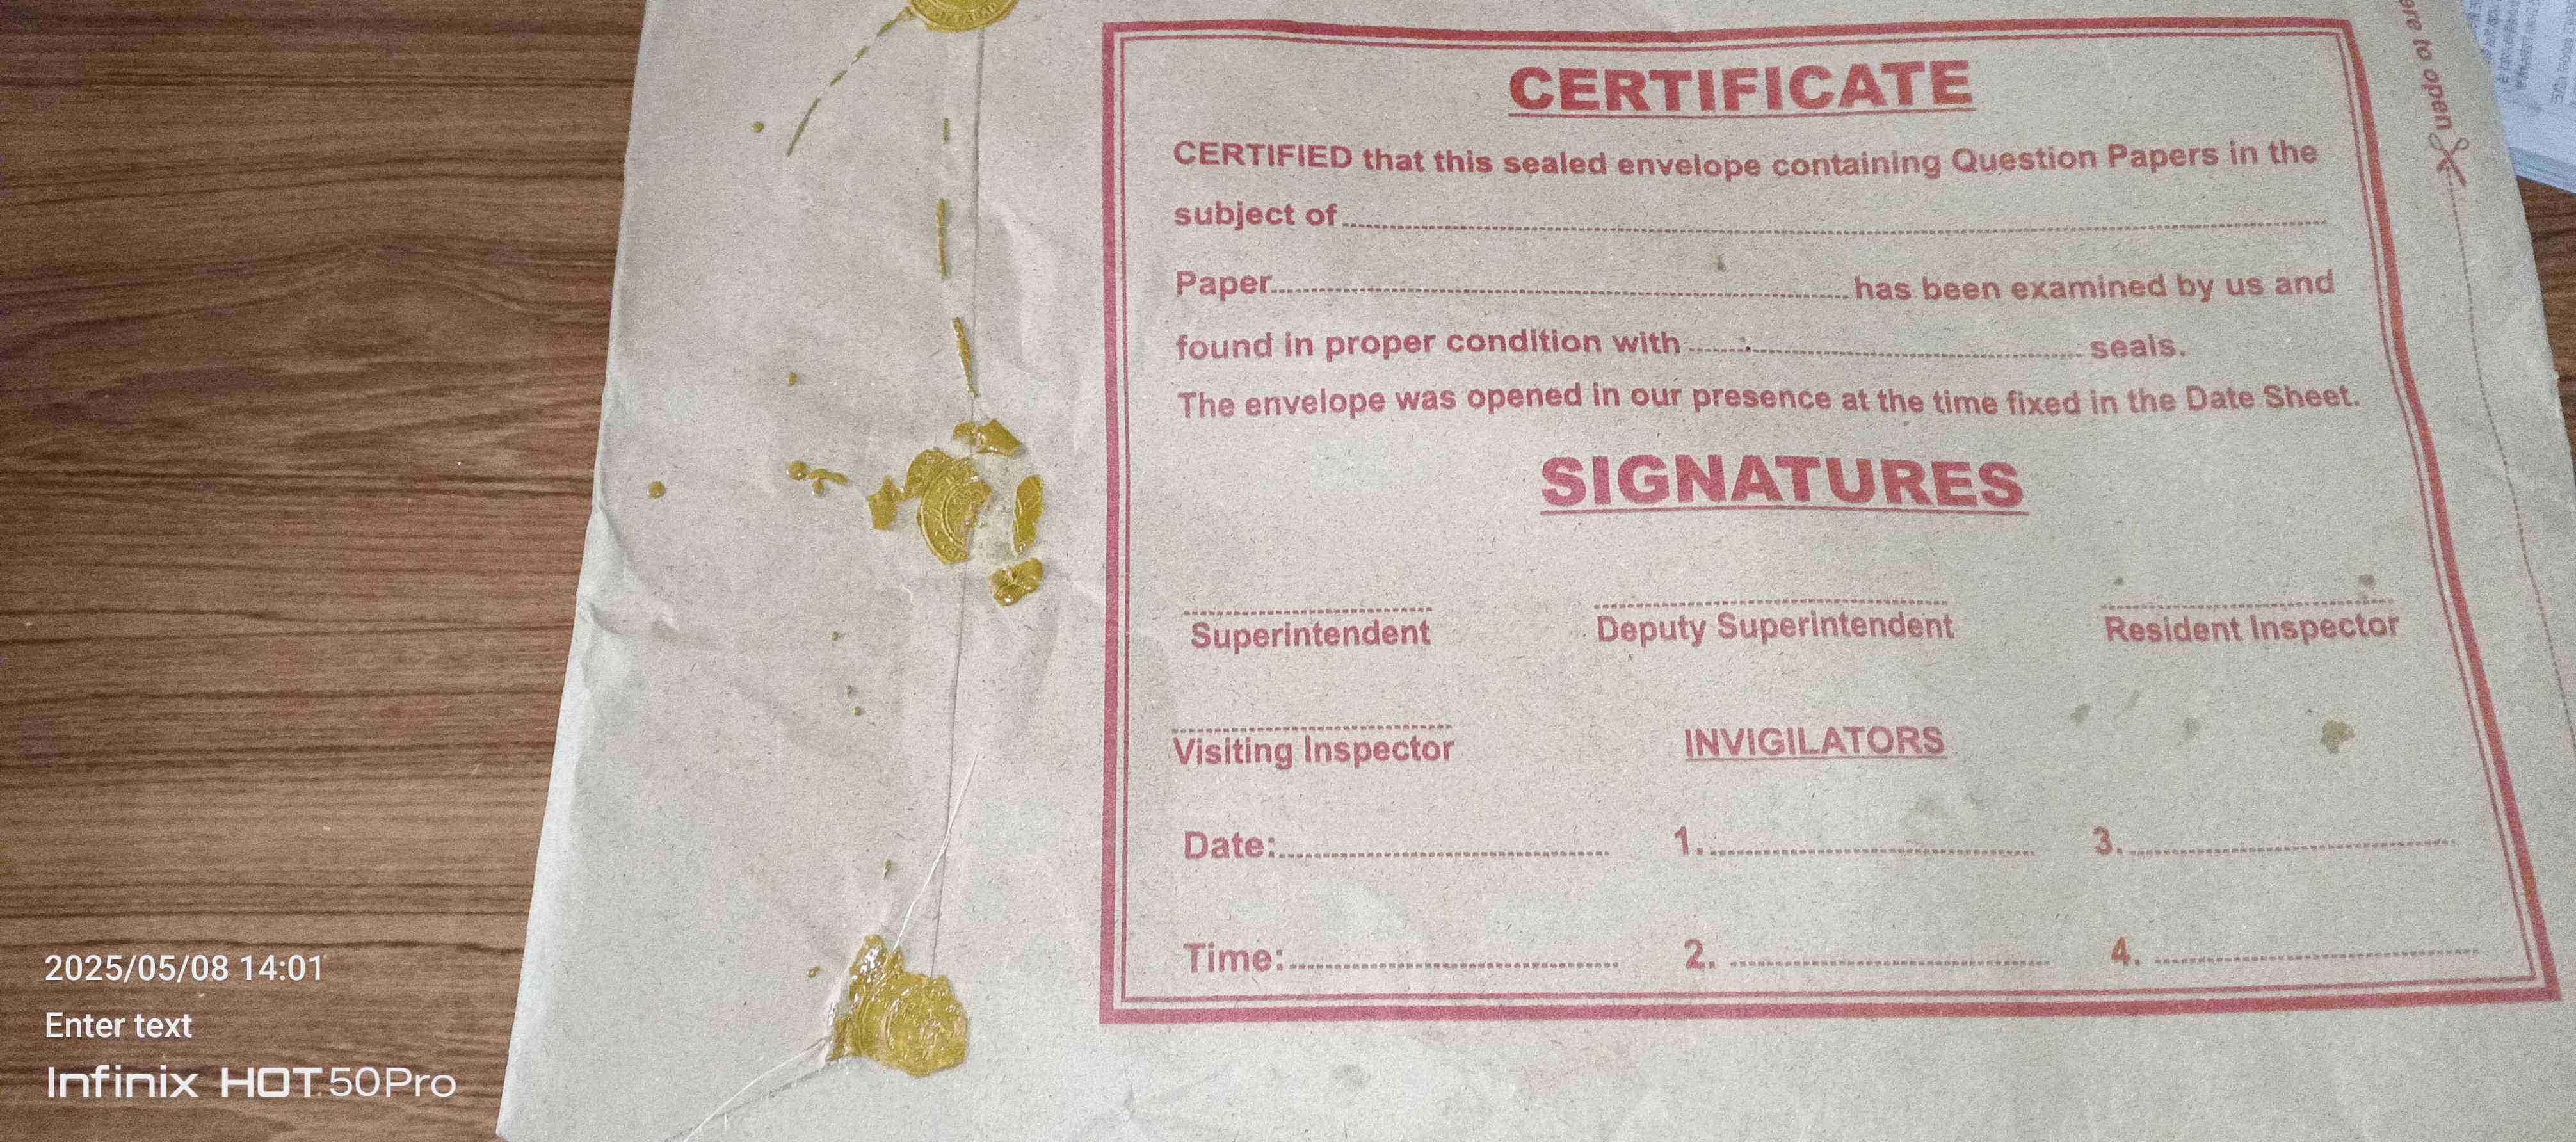 CERTIFICATE
CERTIFIED that this sealed envelope containing Question Papers in the
subject of
Paper has been examined by us and
found in proper condition with seals.
The envelope was opened in our presence at the time fixed in the Date Sheet.
SIGNATURES
Superintendent Deputy Superintendent Resident Inspector
Visiting Inspector INVIGILATORS
Date: 1. 3.
Time: 2. 4.
to open
2025/05/08 14:01
Enter text
Infinix HOT 50Pro